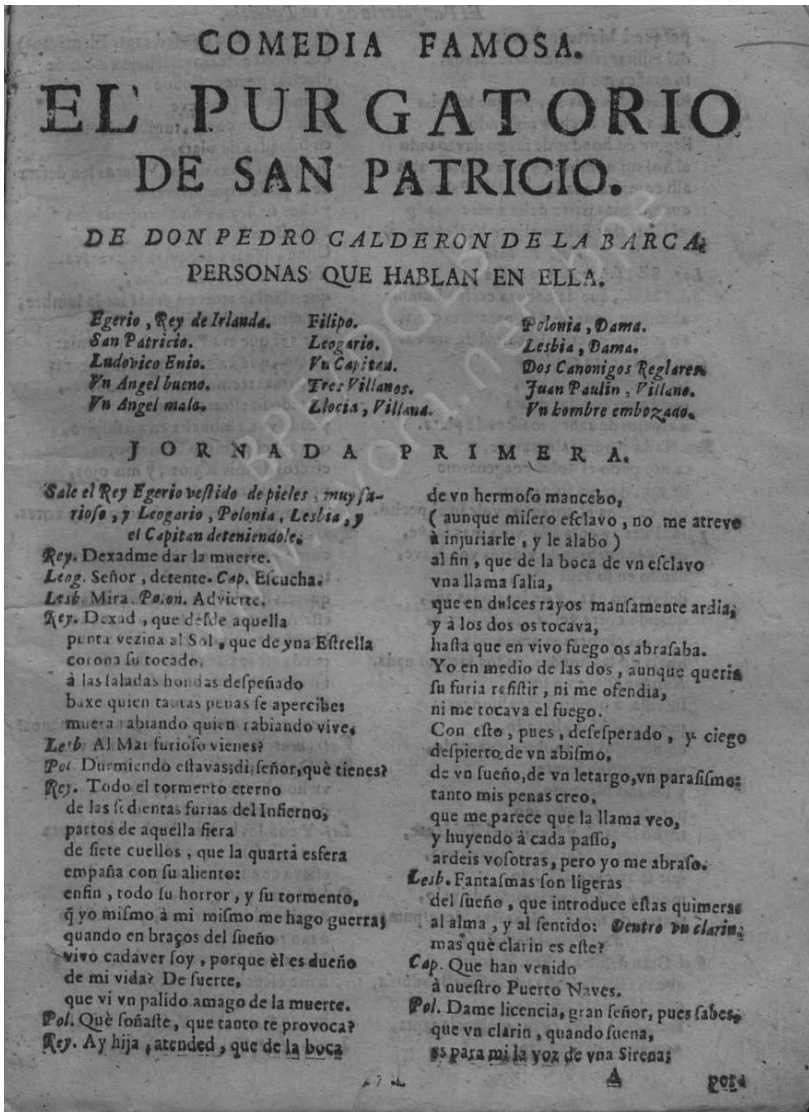 COMEDIA FAMOSA.
EL PURGATORIO
DE SAN PATRICIO.
DE DON PEDRO CALDERON DE LA BARCA.
PERSONAS QUE HABLAN EN ELLA.
Egerio, Rey de Irlanda.
San Patricio.
Ludovico Enio.
Vn Angel bueno.
Vn Angel malo.
Filipo.
Leogario.
Vn Capitan.
Tres Villanos.
Llocia, Villana.
Polonia, Dama.
Lesbia, Dama.
Dos Canonigos Reglares.
Juan Paulin, Villano.
Vn hombre embozado.
JORNADA PRIMERA.
Sale el Rey Egerio vestido de pieles, muy fu-
rioso, y Leogario, Polonia, Lesbia, y
el Capitan deteniendole.
Rey. Dexadme dar la muerte.
Leog. Señor, detente. Cap. Escucha.
Lesb. Mira. Polon. Advierte.
Rey. Dexad, que desde aquella
punta vezina al Sol, que de vna Estrella
corona su tocado,
à las saladas hondas despeñado
baxe quien tantas penas se apercibe:
muera rabiando quien rabiando vive.
Lesb. Al Mar furioso vienes?
Pol. Durmiendo estavas; di señor, què tienes?
Rey. Todo el tormento eterno
de las sedientas furias del Infierno,
partos de aquella fiera
de siete cuellos, que la quarta esfera
empaña con su aliento:
enfin, todo su horror, y su tormento,
q̃ yo mismo à mi mismo me hago guerra;
quando en braços del sueño
vivo cadaver soy, porque èl es dueño
de mi vida? De suerte,
que vi vn palido amago de la muerte.
Pol. Què soñaste, que tanto te provoca?
Rey. Ay hija, atended, que de la boca
de vn hermoso mancebo,
(aunque misero esclavo, no me atrevo
à injuriarle, y le alabo)
al fin, que de la boca de vn esclavo
vna llama salia,
que en dulces rayos mansamente ardia;
y à los dos os tocava,
hasta que en vivo fuego os abrasaba.
Yo en medio de las dos, aunque queria
su furia resistir, ni me ofendia,
ni me tocava el fuego.
Con esto, pues, desesperado, y ciego
despierto de vn abismo,
de vn sueño, de vn letargo, vn parasismo:
tanto mis penas creo,
que me parece que la llama veo,
y huyendo à cada passo,
ardeis vosotras, pero yo me abraso.
Lesb. Fantasmas son ligeras
del sueño, que introduce estas quimeras
al alma, y al sentido: Dentro vn clarin.
mas què clarin es este?
Cap. Que han venido
à nuestro Puerto Naves.
Pol. Dame licencia, gran señor, pues sabes,
que vn clarin, quando suena,
es para mi la voz de vna Sirena;
A